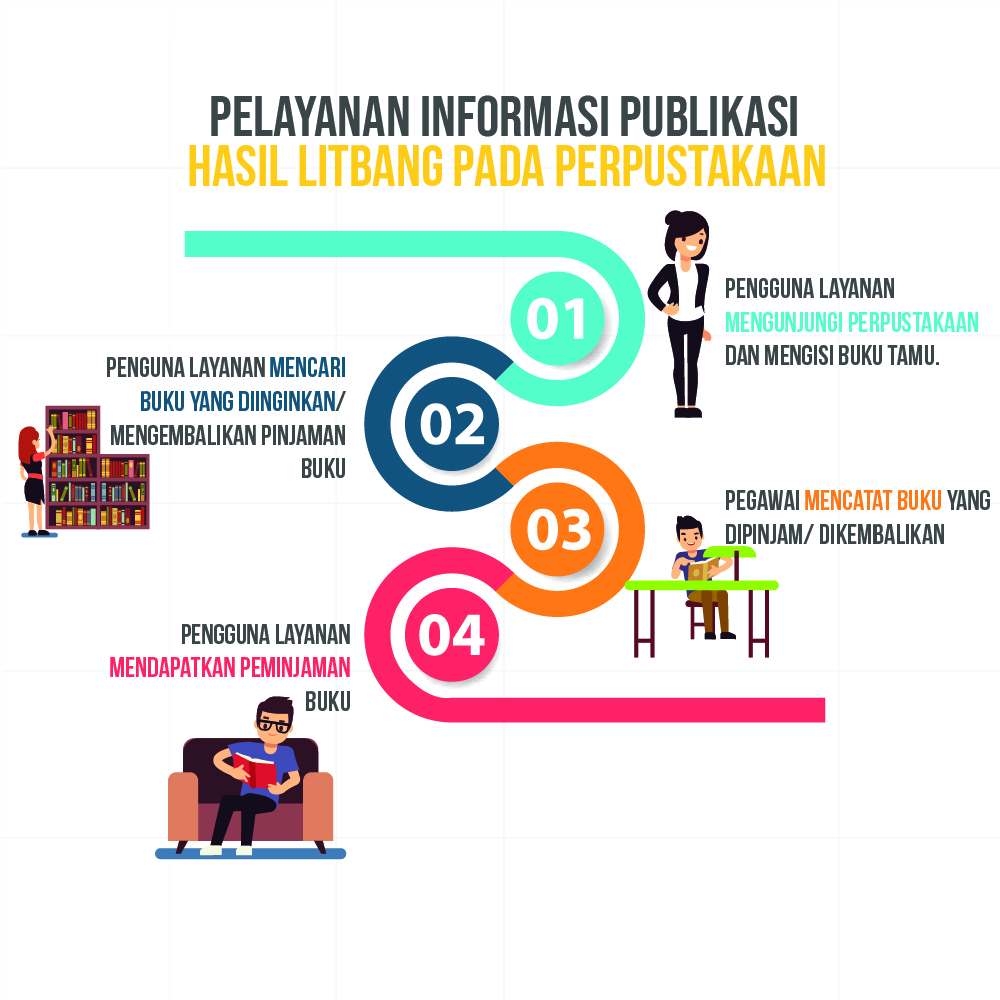 PELAYANAN INFORMASI PUBLIKASI
HASIL LITBANG PADA PERPUSTAKAAN
01
PENGGUNA LAYANAN
MENGUNJUNGI PERPUSTAKAAN
DAN MENGISI BUKU TAMU.
02
PENGUNA LAYANAN MENCARI
BUKU YANG DIINGINKAN/
MENGEMBALIKAN PINJAMAN
BUKU
03
PEGAWAI MENCATAT BUKU YANG
DIPINJAM/ DIKEMBALIKAN
04
PENGGUNA LAYANAN
MENDAPATKAN PEMINJAMAN
BUKU